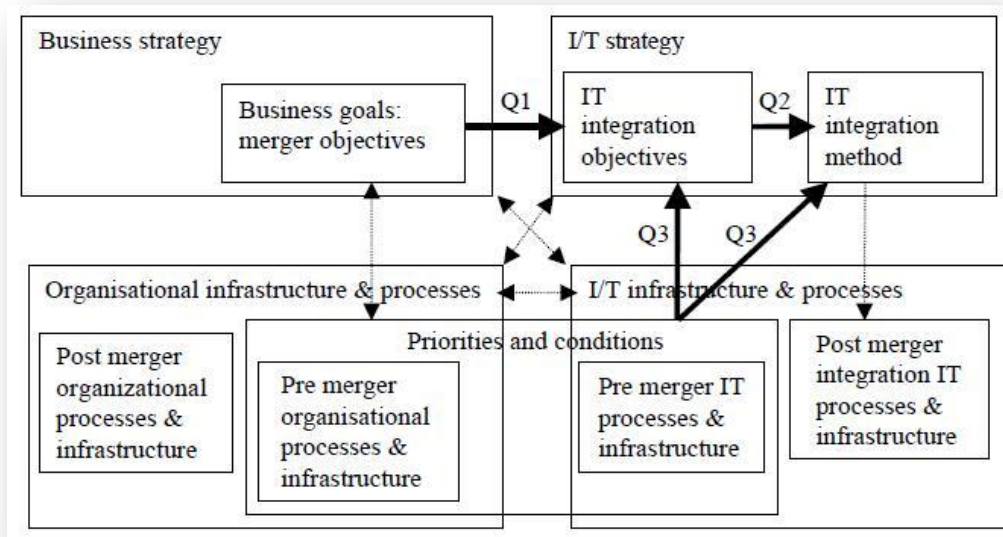 Business strategy
Business goals:
merger objectives
Q1
I/T strategy
IT
integration
objectives
Q2
IT
integration
method
Q3
Q3
Organisational infrastructure & processes
I/T infrastructure & processes
Priorities and conditions
Post merger
organizational
processes &
infrastructure
Pre merger
organisational
processes &
infrastructure
Pre merger IT
processes &
infrastructure
Post merger
integration IT
processes &
infrastructure